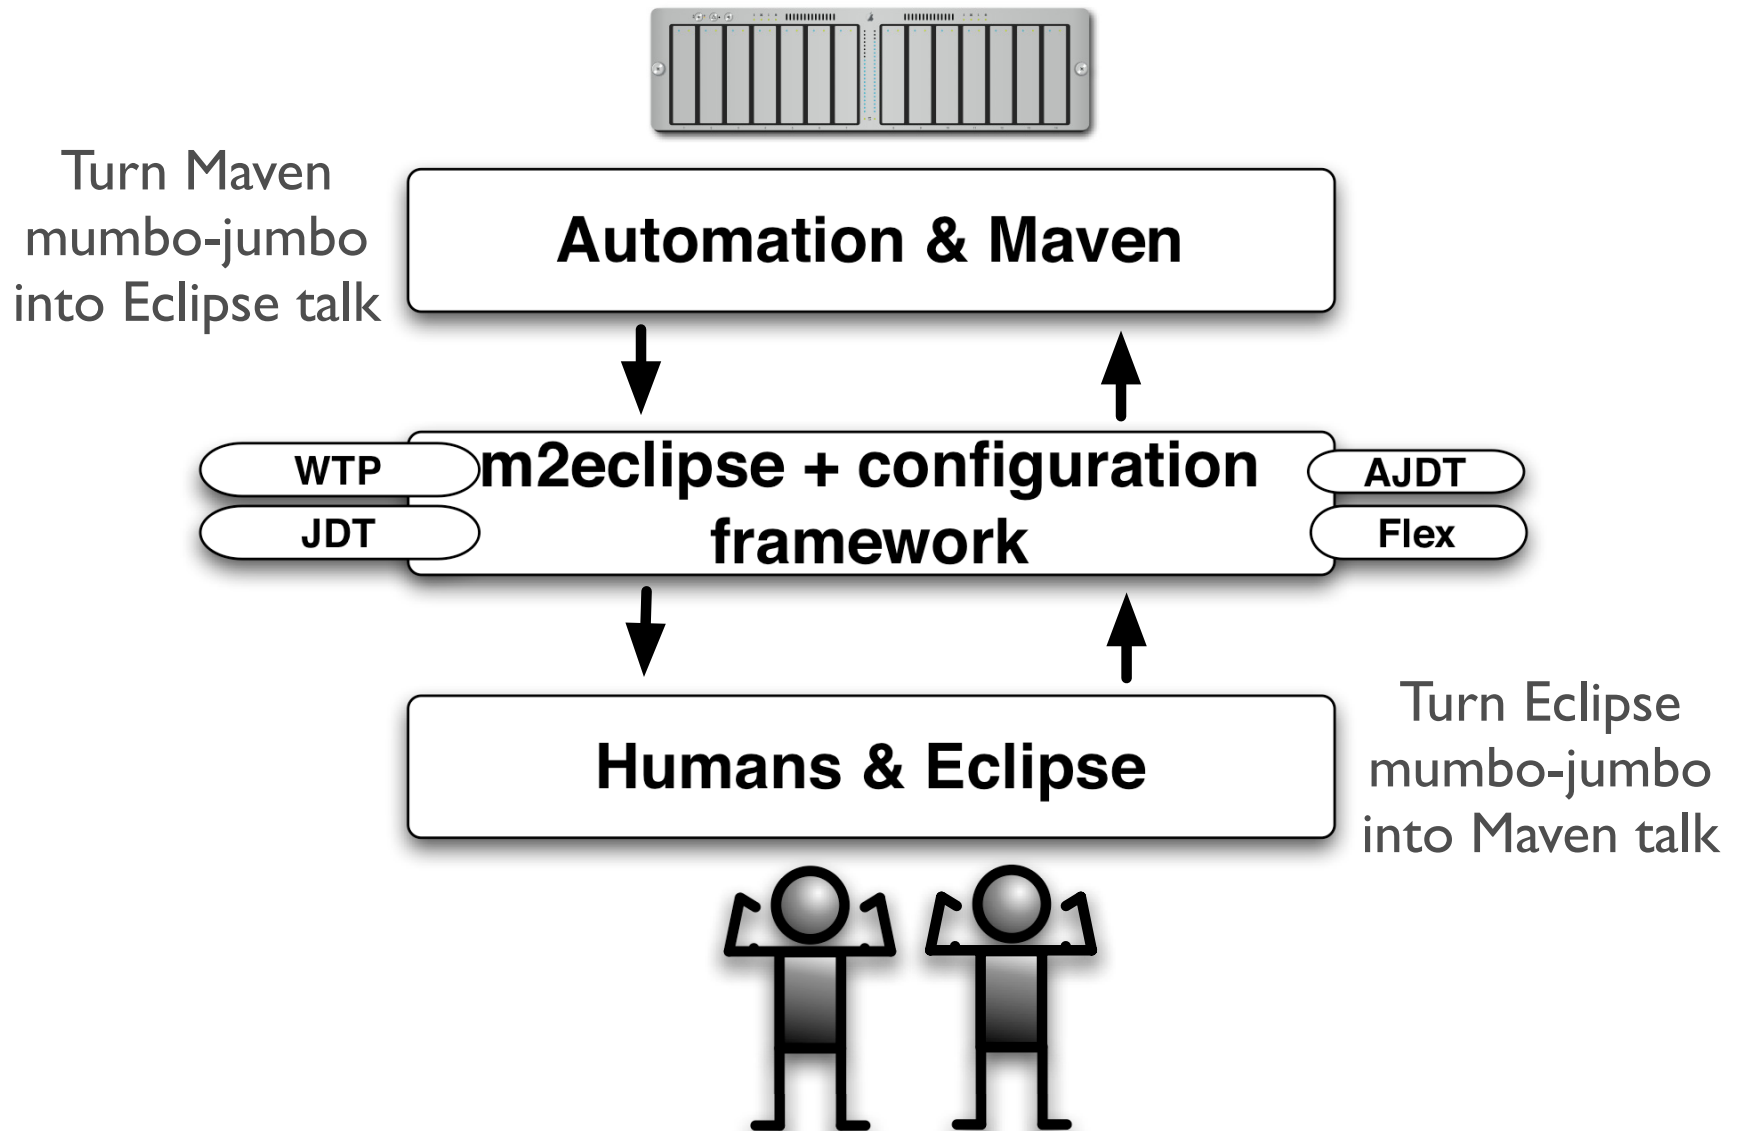 Turn Maven
mumbo-jumbo
into Eclipse talk
Automation & Maven
WTP
JDT
m2eclipse + configuration
framework
AJDT
Flex
Humans & Eclipse
Turn Eclipse
mumbo-jumbo
into Maven talk